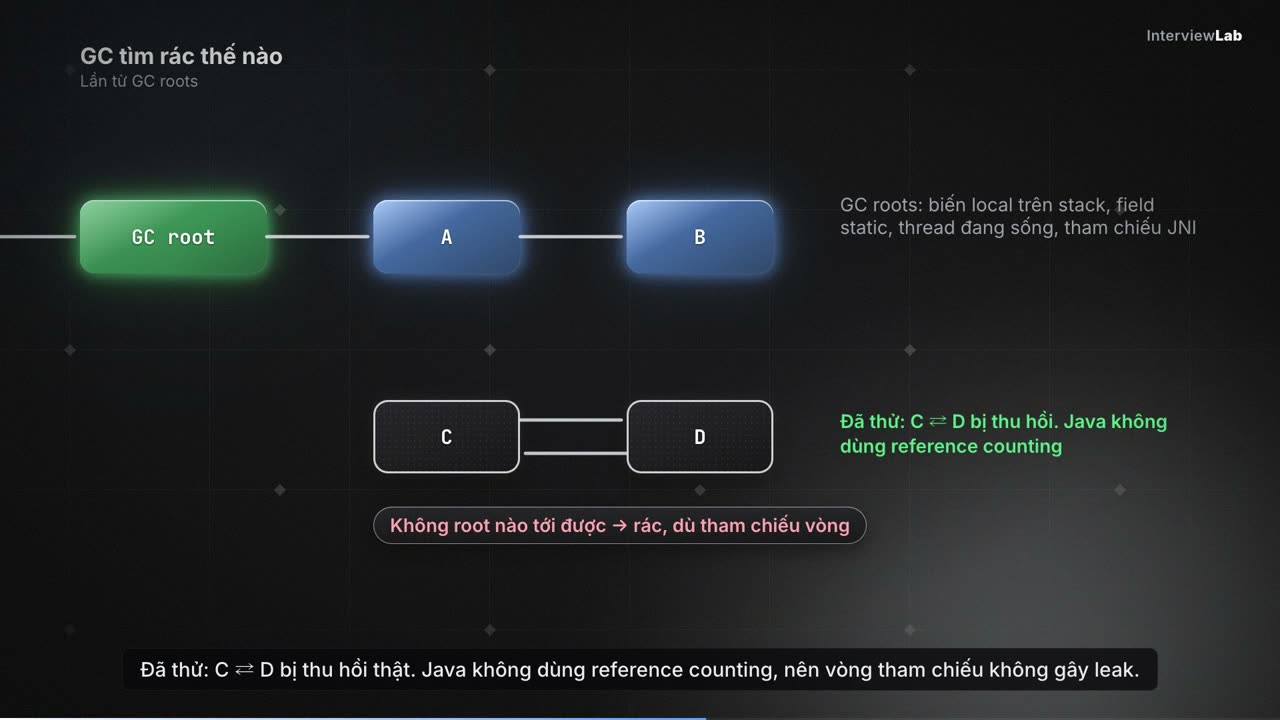 GC tìm rác thế nào
InterviewLab
Lần từ GC roots
GC root
A
B
GC roots: biến local trên stack, field
static, thread đang sống, tham chiếu JNI
C
D
Đã thử: C ⇄ D bị thu hồi. Java không
dùng reference counting
Không root nào tới được → rác, dù tham chiếu vòng
Đã thử: C ⇄ D bị thu hồi thật. Java không dùng reference counting, nên vòng tham chiếu không gây leak.